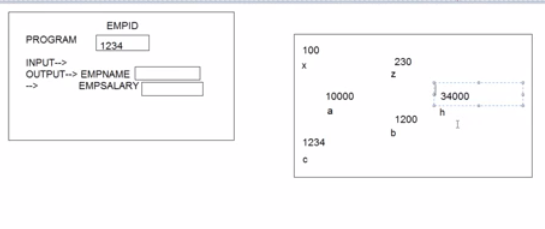 EMPID
PROGRAM
1234
INPUT-->
OUTPUT--> EMPNAME
--> EMPSALARY
100
x
230
z
10000
a
34000
h
1200
b
1234
c